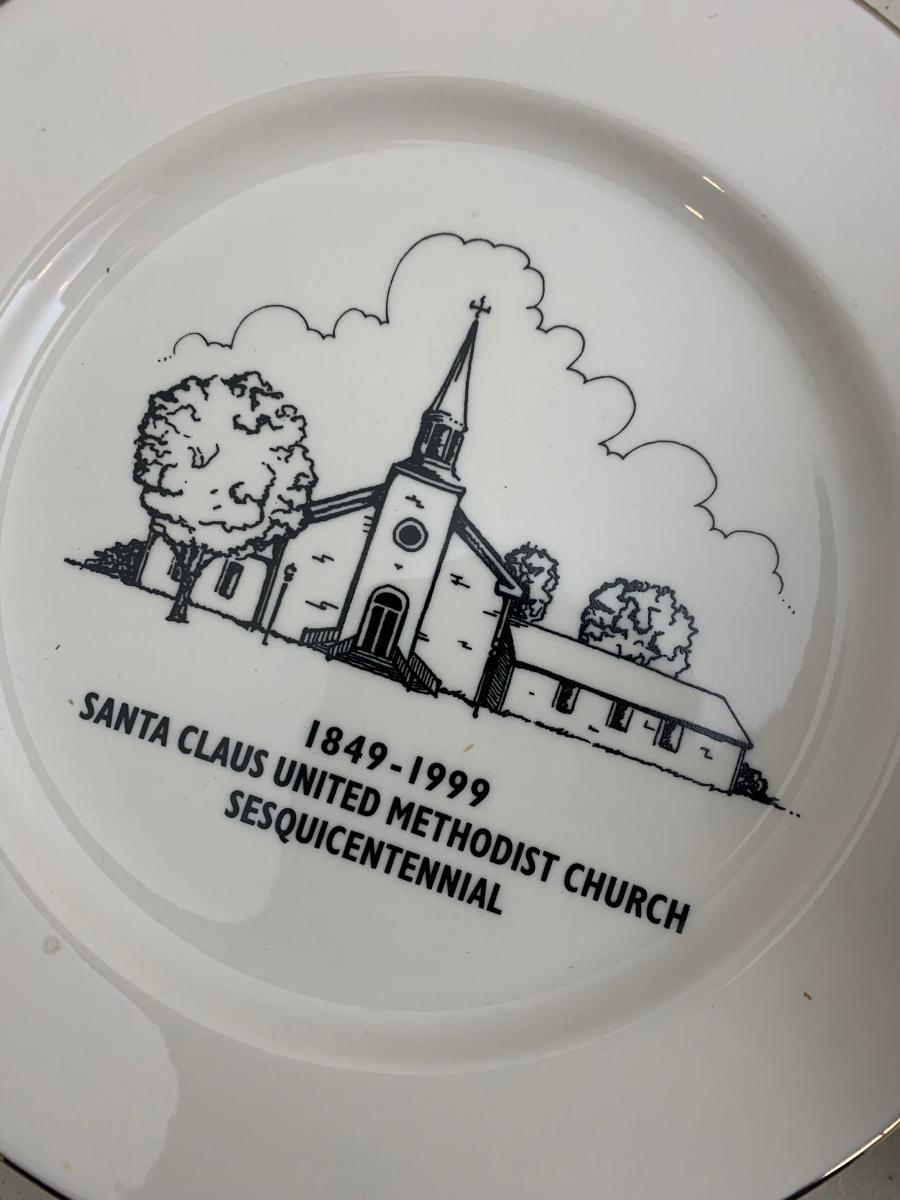 1849-1999
SANTA CLAUS UNITED METHODIST CHURCH
SESQUICENTENNIAL